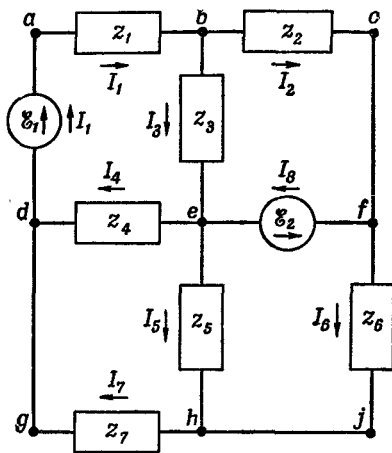 a z₁ b z₂ c
I₁ I₂
ℰ₁ I₁ I₃ z₃
I₄ I₈
d z₄ e ℰ₂ f
I₅ z₅ I₆ z₆
I₇
g z₇ h j